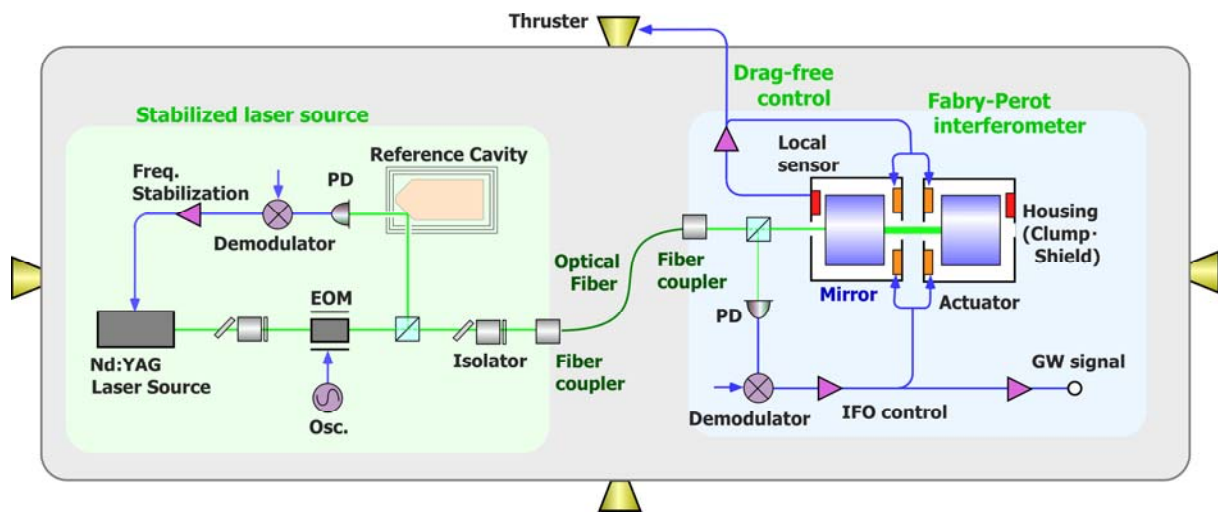 Thruster
Drag-free
control
Fabry-Perot
interferometer
Stabilized laser source
Reference Cavity
Local
sensor
Freq.
Stabilization
PD
Demodulator
Housing
(Clump·
Shield)
Optical
Fiber
Fiber
coupler
Mirror
Actuator
EOM
PD
Isolator
Nd:YAG
Laser Source
Fiber
coupler
GW signal
Osc.
Demodulator
IFO control